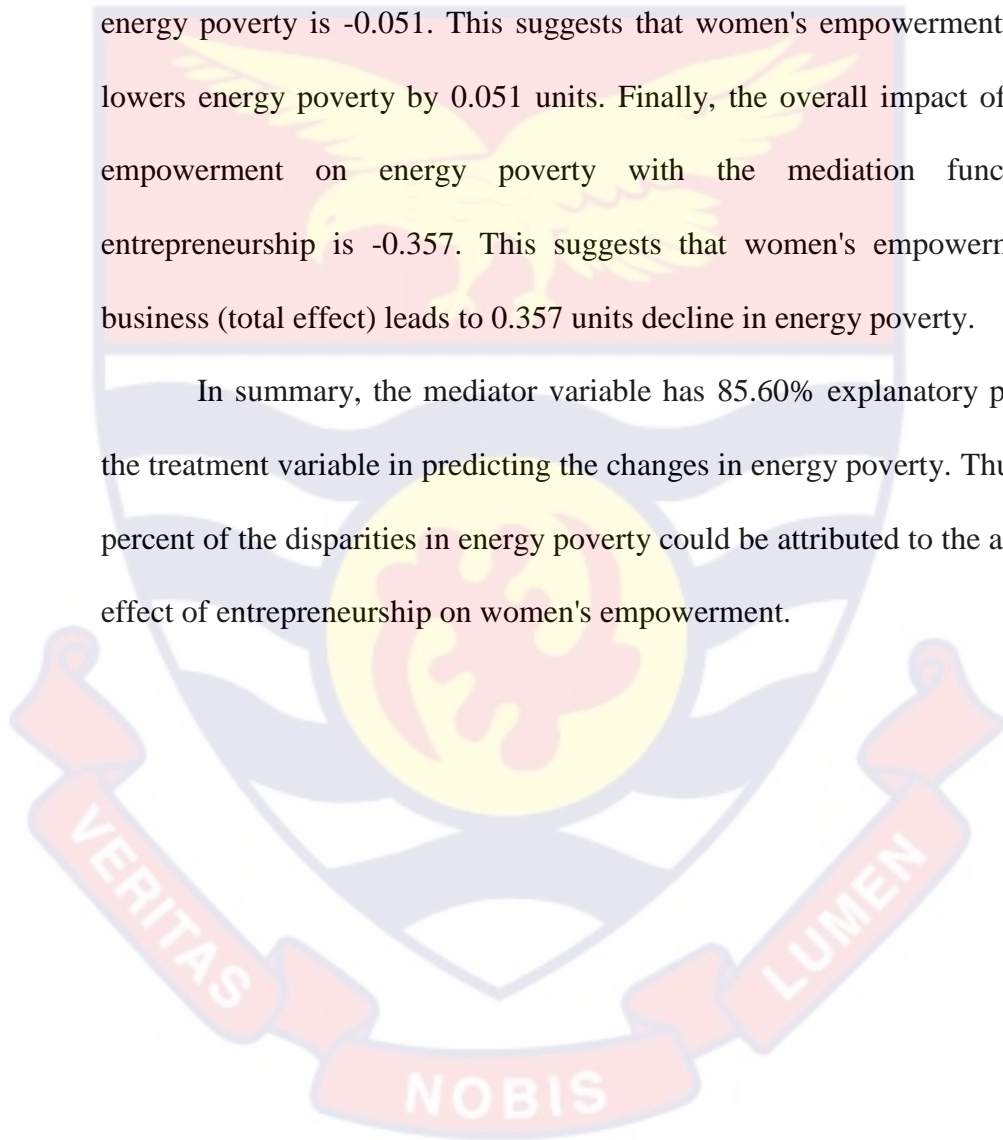 energy poverty is -0.051. This suggests that women's empowerment
lowers energy poverty by 0.051 units. Finally, the overall impact of
empowerment on energy poverty with the mediation
entrepreneurship is -0.357. This suggests that women's
business (total effect) leads to 0.357 units decline in energy poverty.
In summary, the mediator variable has 85.60% explanatory
the treatment variable in predicting the changes in energy poverty.
percent of the disparities in energy poverty could be attributed to the
effect of entrepreneurship on women's empowerment.
VERITAS
NOBIS
LUMEN